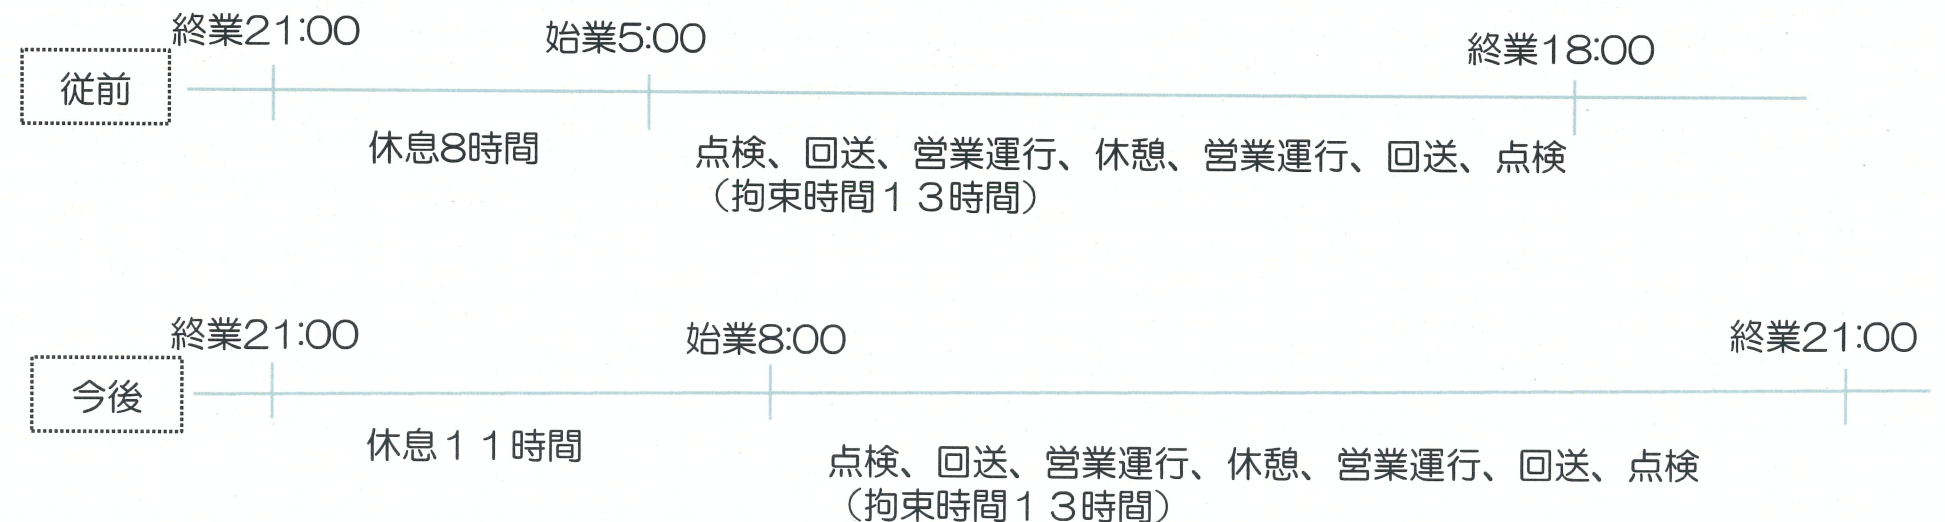 終業21:00
始業5:00
終業18:00
従前
休息8時間
点検、回送、営業運行、休憩、営業運行、回送、点検
（拘束時間１３時間）
終業21:00
始業8:00
終業21:00
今後
休息１１時間
点検、回送、営業運行、休憩、営業運行、回送、点検
（拘束時間１３時間）